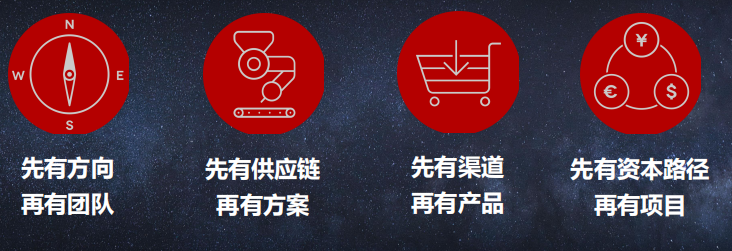 N
W
E
S
¥
€
$
先有方向
再有团队
先有供应链
再有方案
先有渠道
再有产品
先有资本路径
再有项目